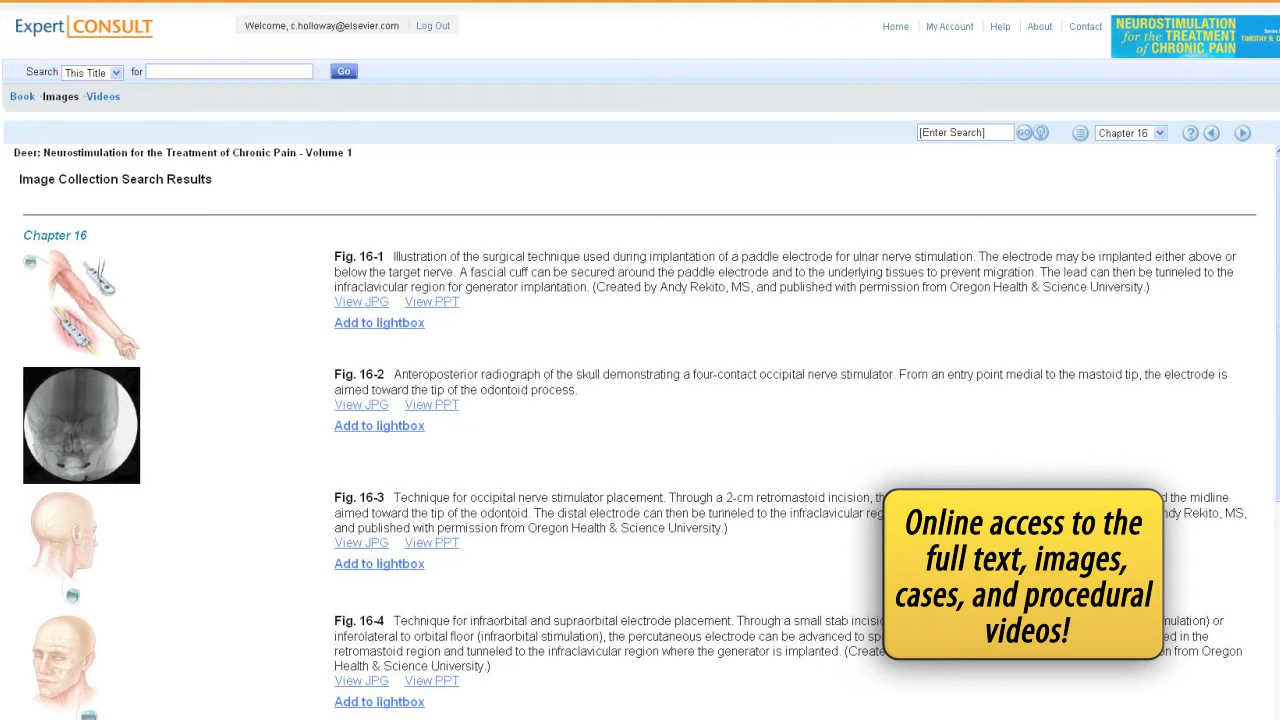 Expert CONSULT
Welcome, c.holloway@elsevier.com Log Out
Home My Account Help About Contact
NEUROSTIMULATION
for the TREATMENT
of CHRONIC PAIN
TIMOTHY R. D
Search This Title for Go
Book Images Videos
[Enter Search] GO Chapter 16 ?
Deer: Neurostimulation for the Treatment of Chronic Pain - Volume 1
Image Collection Search Results
Chapter 16
Fig. 16-1 Illustration of the surgical technique used during implantation of a paddle electrode for ulnar nerve stimulation. The electrode may be implanted either above or
below the target nerve. A fascial cuff can be secured around the paddle electrode and to the underlying tissues to prevent migration. The lead can then be tunneled to the
infraclavicular region for generator implantation. (Created by Andy Rekito, MS, and published with permission from Oregon Health & Science University.)
View JPG View PPT
Add to lightbox
Fig. 16-2 Anteroposterior radiograph of the skull demonstrating a four-contact occipital nerve stimulator. From an entry point medial to the mastoid tip, the electrode is
aimed toward the tip of the odontoid process.
View JPG View PPT
Add to lightbox
Fig. 16-3 Technique for occipital nerve stimulator placement. Through a 2-cm retromastoid incision, d the midline
aimed toward the tip of the odontoid. The distal electrode can then be tunneled to the infraclavicular Rekito, MS,
and published with permission from Oregon Health & Science University.)
View JPG View PPT
Add to lightbox
Fig. 16-4 Technique for infraorbital and supraorbital electrode placement. Through a small stab or
inferolateral to orbital floor (infraorbital stimulation), the percutaneous electrode can be advanced to in the
retromastoid region and tunneled to the infraclavicular region where the generator is implanted. from Oregon
Health & Science University.)
View JPG View PPT
Add to lightbox
Online access to the
full text, images,
cases, and procedural
videos!